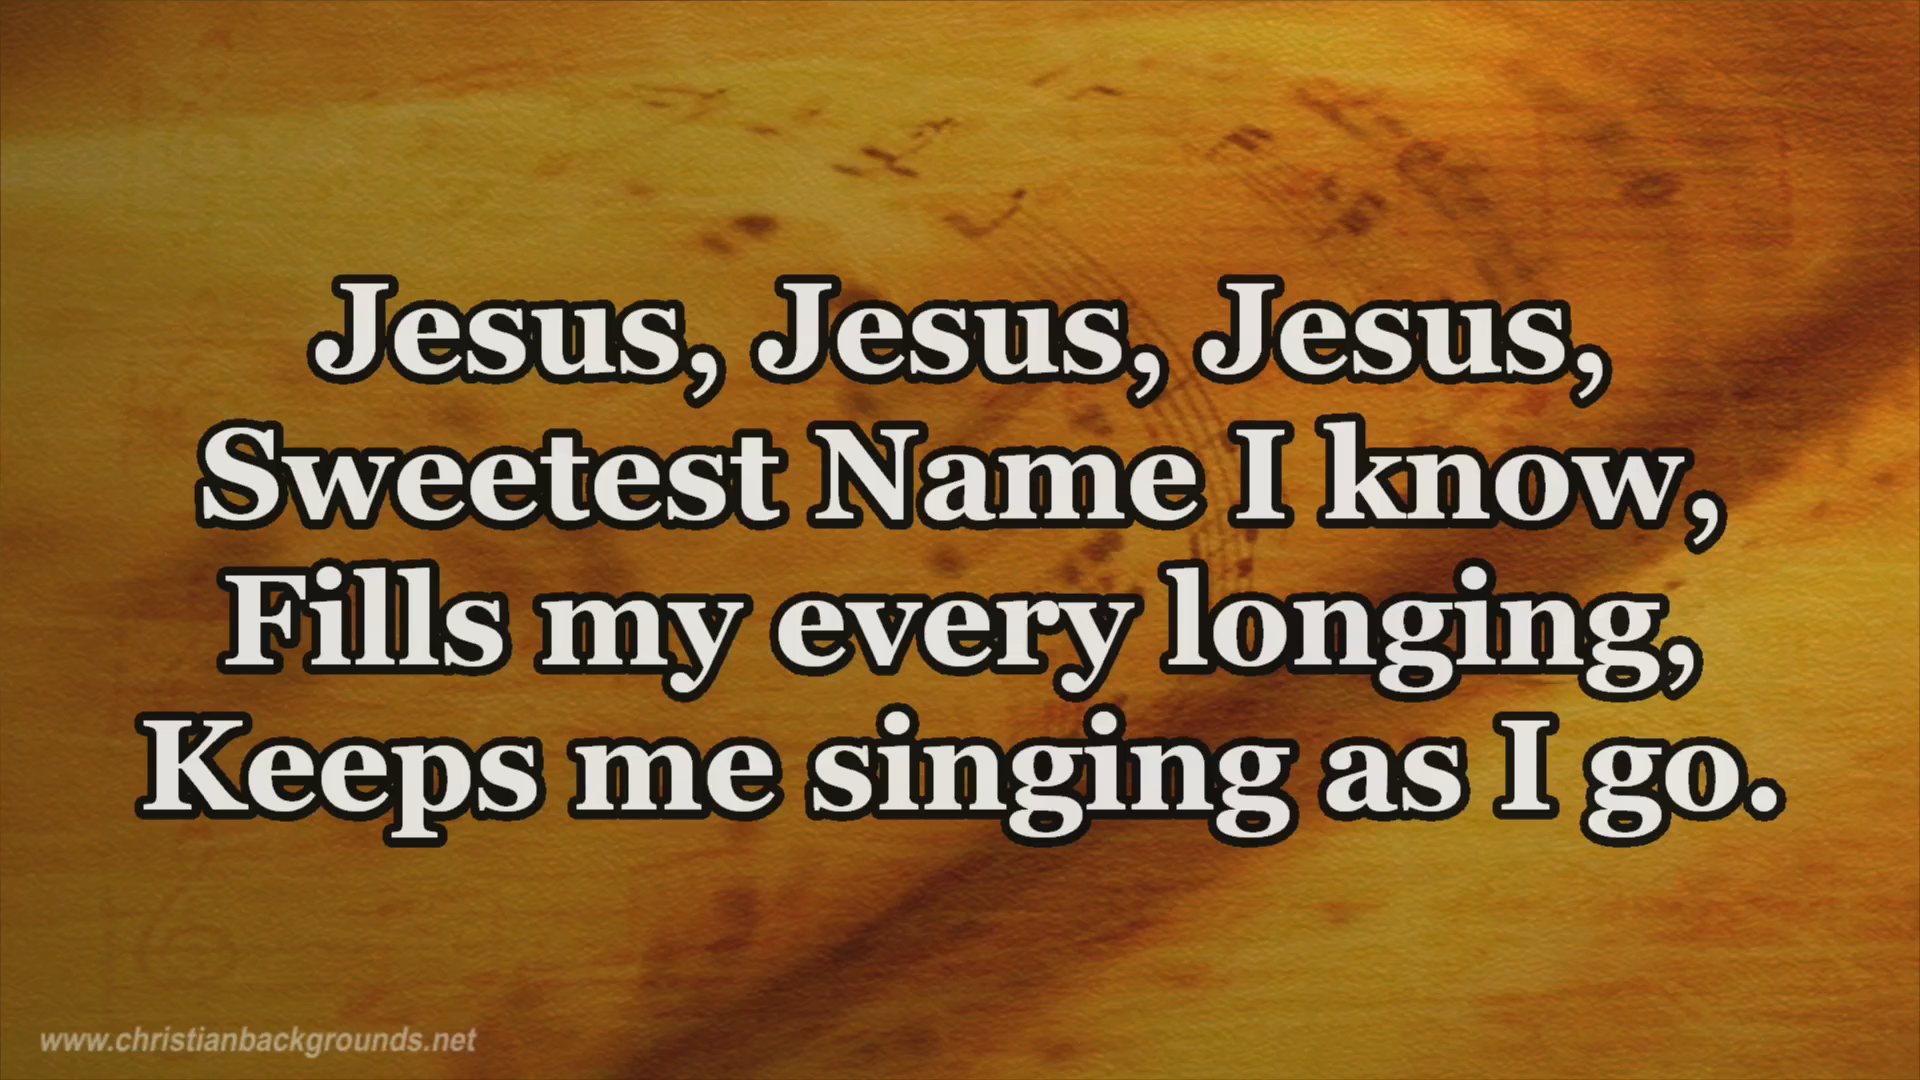 Jesus, Jesus, Jesus,
Sweetest Name I know,
Fills my every longing,
Keeps me singing as I go.
www.christianbackgrounds.net